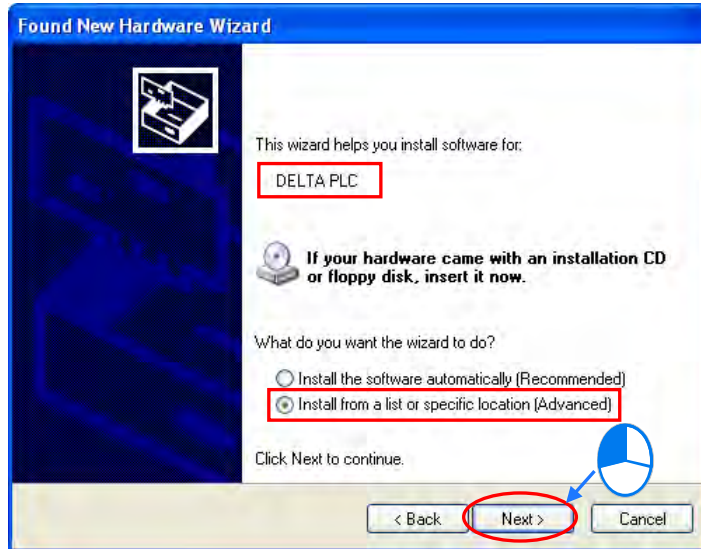 Found New Hardware Wizard
This wizard helps you install software for:
DELTA PLC
If your hardware came with an installation CD
or floppy disk, insert it now.
What do you want the wizard to do?
Install the software automatically (Recommended)
Install from a list or specific location (Advanced)
Click Next to continue.
< Back Next > Cancel